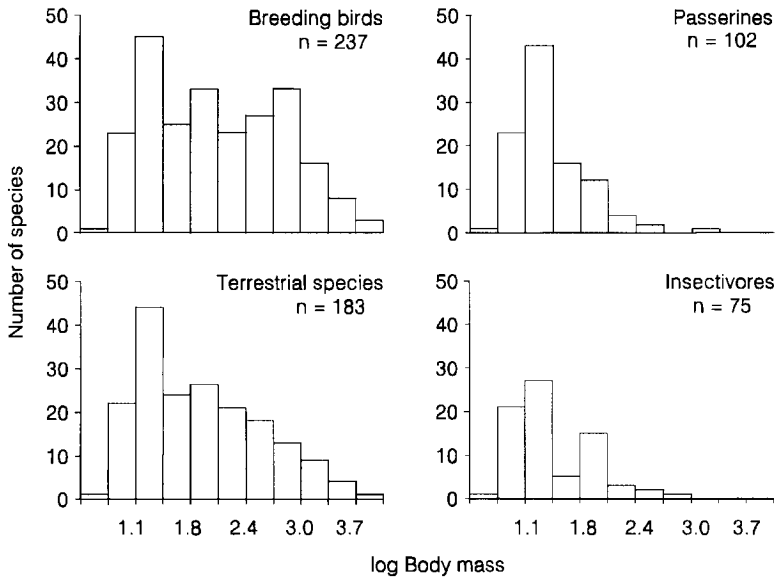 Breeding birds
n = 237
50
40
30
20
10
0
Passerines
n = 102
50
40
30
20
10
0
Number of species
Terrestrial species
n = 183
50
40
30
20
10
0
1.1 1.8 2.4 3.0 3.7
Insectivores
n = 75
50
40
30
20
10
0
1.1 1.8 2.4 3.0 3.7
log Body mass